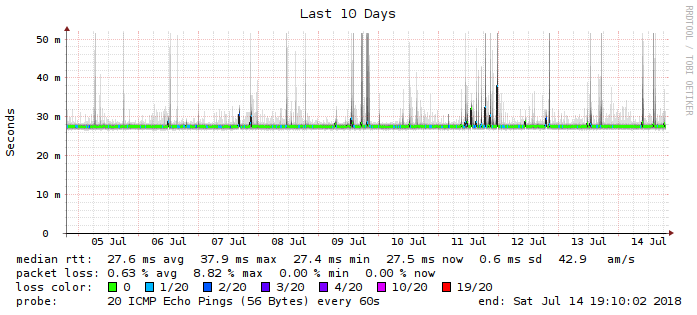 Last 10 Days
RRDTOOL / TOBI OETIKER
Seconds
50 m
40 m
30 m
20 m
10 m
0
05 Jul 06 Jul 07 Jul 08 Jul 09 Jul 10 Jul 11 Jul 12 Jul 13 Jul 14 Jul
median rtt: 27.6 ms avg 37.9 ms max 27.4 ms min 27.5 ms now 0.6 ms sd 42.9 am/s
packet loss: 0.63 % avg 8.82 % max 0.00 % min 0.00 % now
loss color: 0 1/20 2/20 3/20 4/20 10/20 19/20
probe: 20 ICMP Echo Pings (56 Bytes) every 60s end: Sat Jul 14 19:10:02 2018